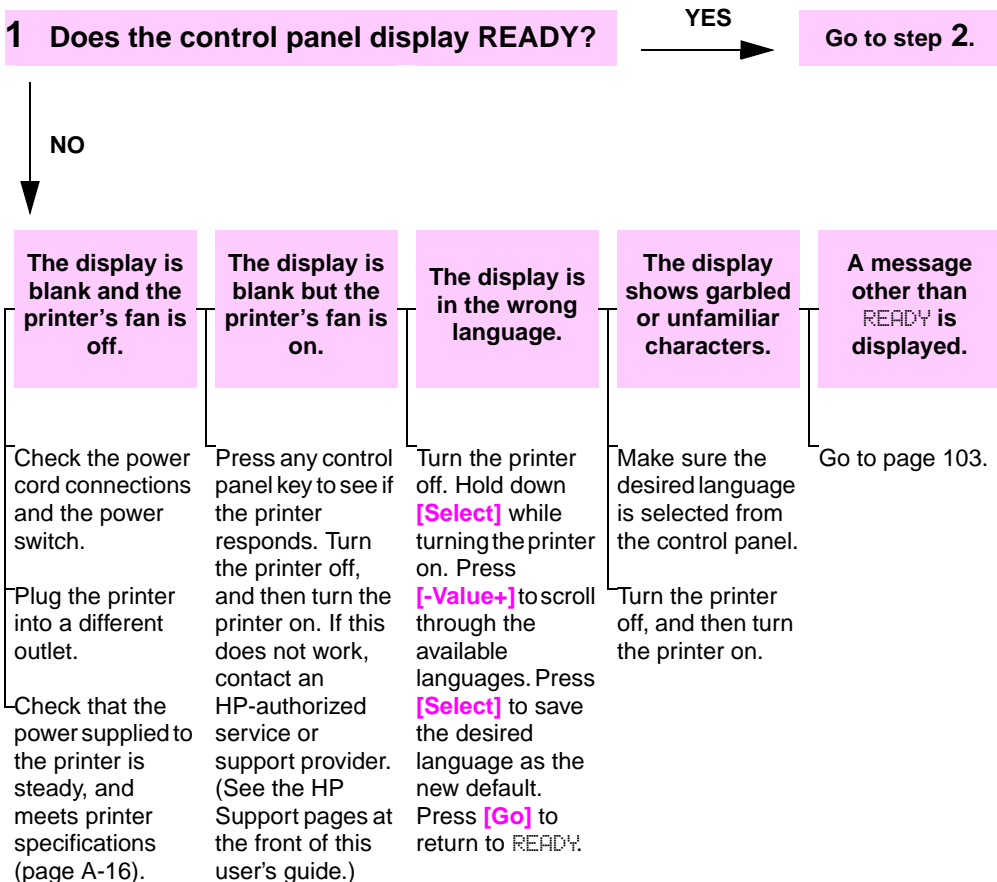 1 Does the control panel display READY?
YES
Go to step 2.
NO
The display is
blank and the
printer's fan is
off.
Check the power
cord connections
and the power
switch.
Plug the printer
into a different
outlet.
Check that the
power supplied to
the printer is
steady, and
meets printer
specifications
(page A-16).
The display is
blank but the
printer's fan is
on.
Press any control
panel key to see if
the printer
responds. Turn
the printer off,
and then turn the
printer on. If this
does not work,
contact an
HP-authorized
service or
support provider.
(See the HP
Support pages at
the front of this
user's guide.)
The display is
in the wrong
language.
Turn the printer
off. Hold down
[Select] while
turning the printer
on. Press
[-Value+] to scroll
through the
available
languages. Press
[Select] to save
the desired
language as the
new default.
Press [Go] to
return to READY.
The display
shows garbled
or unfamiliar
characters.
Make sure the
desired language
is selected from
the control panel.
Turn the printer
off, and then turn
the printer on.
A message
other than
READY is
displayed.
Go to page 103.